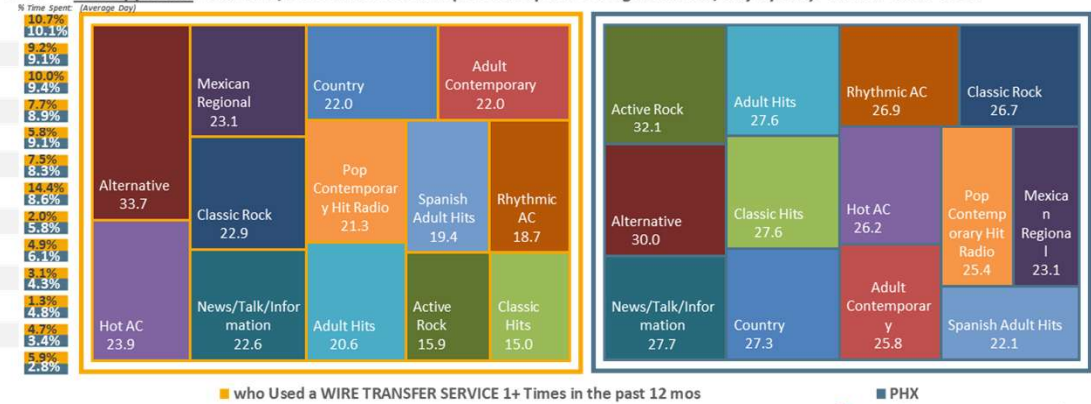 % Time Spent: (Average Day)
10.7%
10.1%
9.2%
9.1%
10.0%
9.4%
7.7%
8.9%
5.8%
9.1%
7.5%
8.3%
14.4%
8.6%
2.0%
5.8%
4.9%
6.1%
3.1%
4.3%
1.3%
4.8%
4.7%
3.4%
5.9%
2.8%
Alternative
33.7
Hot AC
23.9
Mexican
Regional
23.1
Classic Rock
22.9
News/Talk/Infor
mation
22.6
Country
22.0
Adult
Contemporary
22.0
Pop
Contemporar
y Hit Radio
21.3
Spanish
Adult Hits
19.4
Rhythmic
AC
18.7
Adult Hits
20.6
Active
Rock
15.9
Classic
Hits
15.0
Active Rock
32.1
Alternative
30.0
News/Talk/Infor
mation
27.7
Adult Hits
27.6
Classic Hits
27.6
Country
27.3
Rhythmic AC
26.9
Classic Rock
26.7
Hot AC
26.2
Adult
Contemporar
y
25.8
Pop
Contemp
orary Hit
Radio
25.4
Mexica
n
Regiona
l
23.1
Spanish Adult Hits
22.1
who Used a WIRE TRANSFER SERVICE 1+ Times in the past 12 mos
PHX